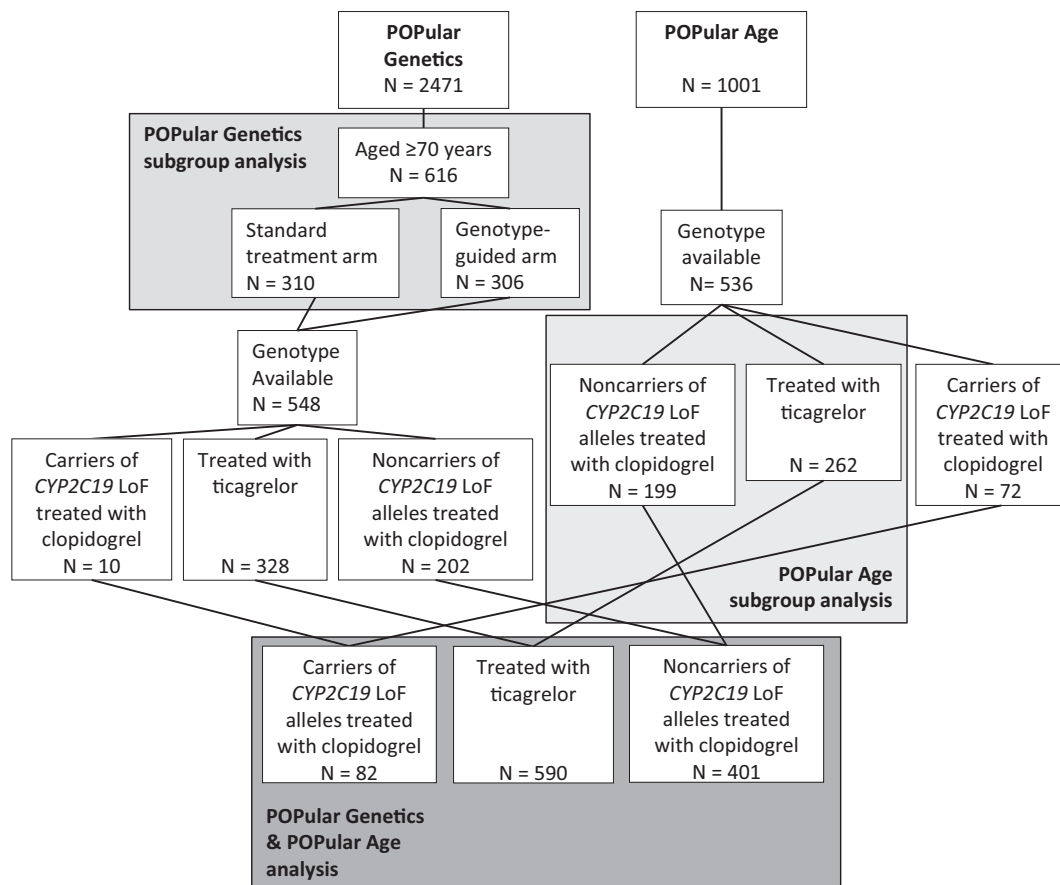 POPular
Genetics
N = 2471
POPular Age
N = 1001
POPular Genetics
subgroup analysis
Aged ≥70 years
N = 616
Standard
treatment arm
N = 310
Genotype-
guided arm
N = 306
Genotype
available
N= 536
Genotype
Available
N = 548
Noncarriers of
CYP2C19 LoF
alleles treated
with clopidogrel
N = 199
Treated with
ticagrelor
N = 262
Carriers of
CYP2C19 LoF
treated with
clopidogrel
N = 72
Carriers of
CYP2C19 LoF
treated with
clopidogrel
N = 10
Treated with
ticagrelor
N = 328
Noncarriers of
CYP2C19 LoF
alleles treated
with clopidogrel
N = 202
POPular Age
subgroup analysis
Carriers of
CYP2C19 LoF
alleles treated
with clopidogrel
N = 82
Treated with
ticagrelor
N = 590
Noncarriers of
CYP2C19 LoF
alleles treated
with clopidogrel
N = 401
POPular Genetics
& POPular Age
analysis